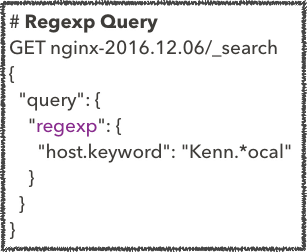 # Regexp Query
GET nginx-2016.12.06/_search
{
  "query": {
    "regexp": {
      "host.keyword": "Kenn.*ocal"
    }
  }
}